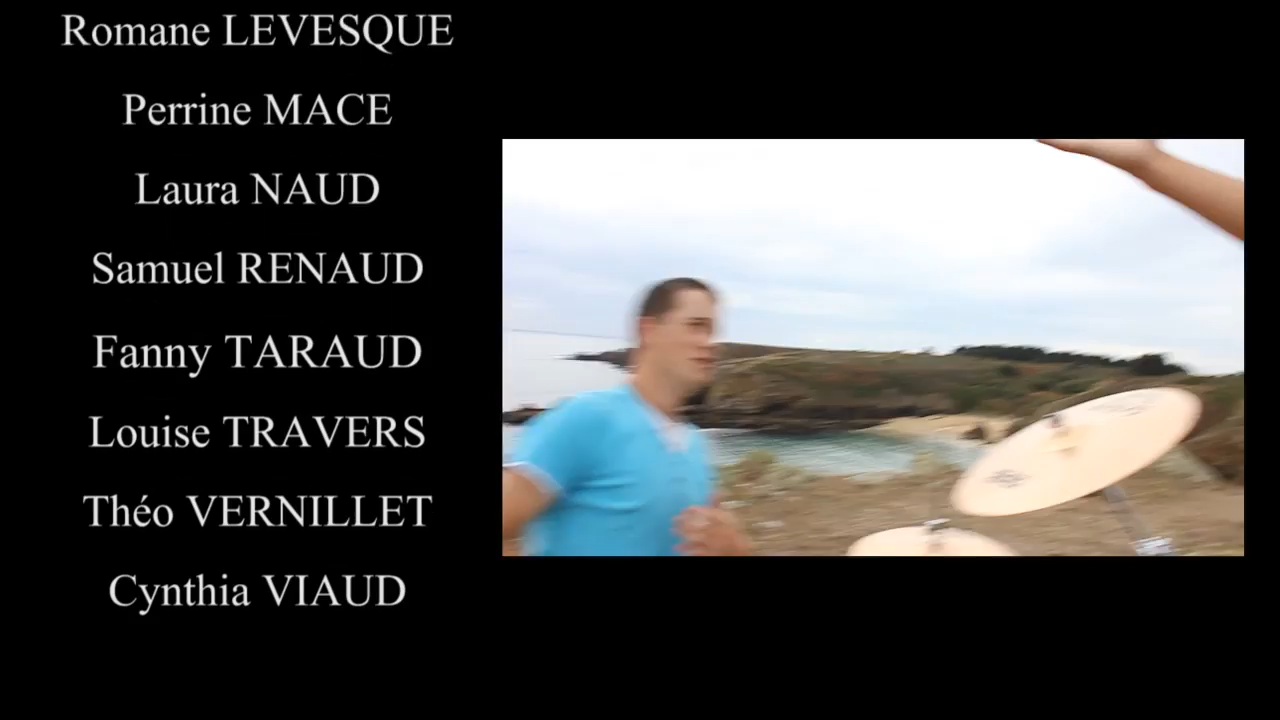 Romane LEVESQUE
Perrine MACE
Laura NAUD
Samuel RENAUD
Fanny TARAUD
Louise TRAVERS
Théo VERNILLET
Cynthia VIAUD